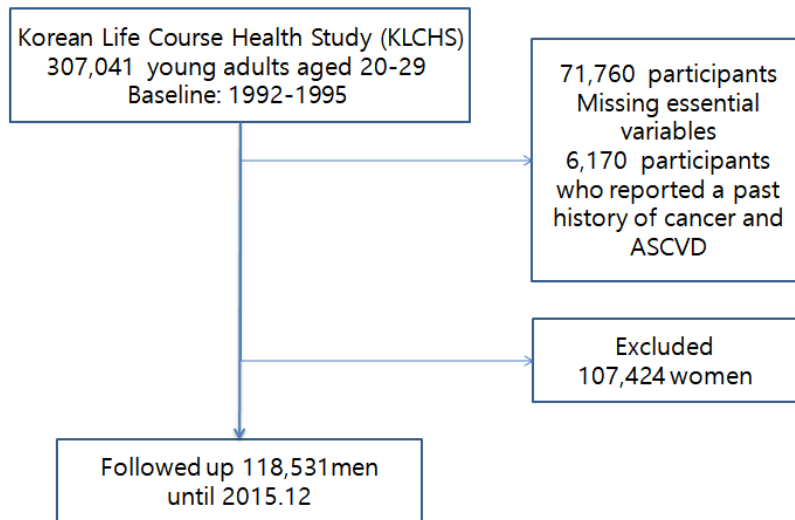 Korean Life Course Health Study (KLCHS)
307,041 young adults aged 20-29
Baseline: 1992-1995
71,760 participants
Missing essential
variables
6,170 participants
who reported a past
history of cancer and
ASCVD
Excluded
107,424 women
Followed up 118,531men
until 2015.12